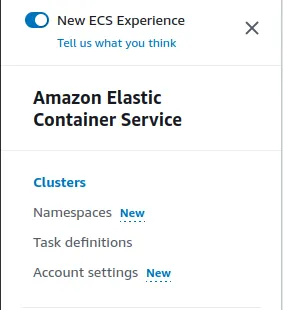 New ECS Experience
Tell us what you think
Amazon Elastic
Container Service
Clusters
Namespaces New
Task definitions
Account settings New